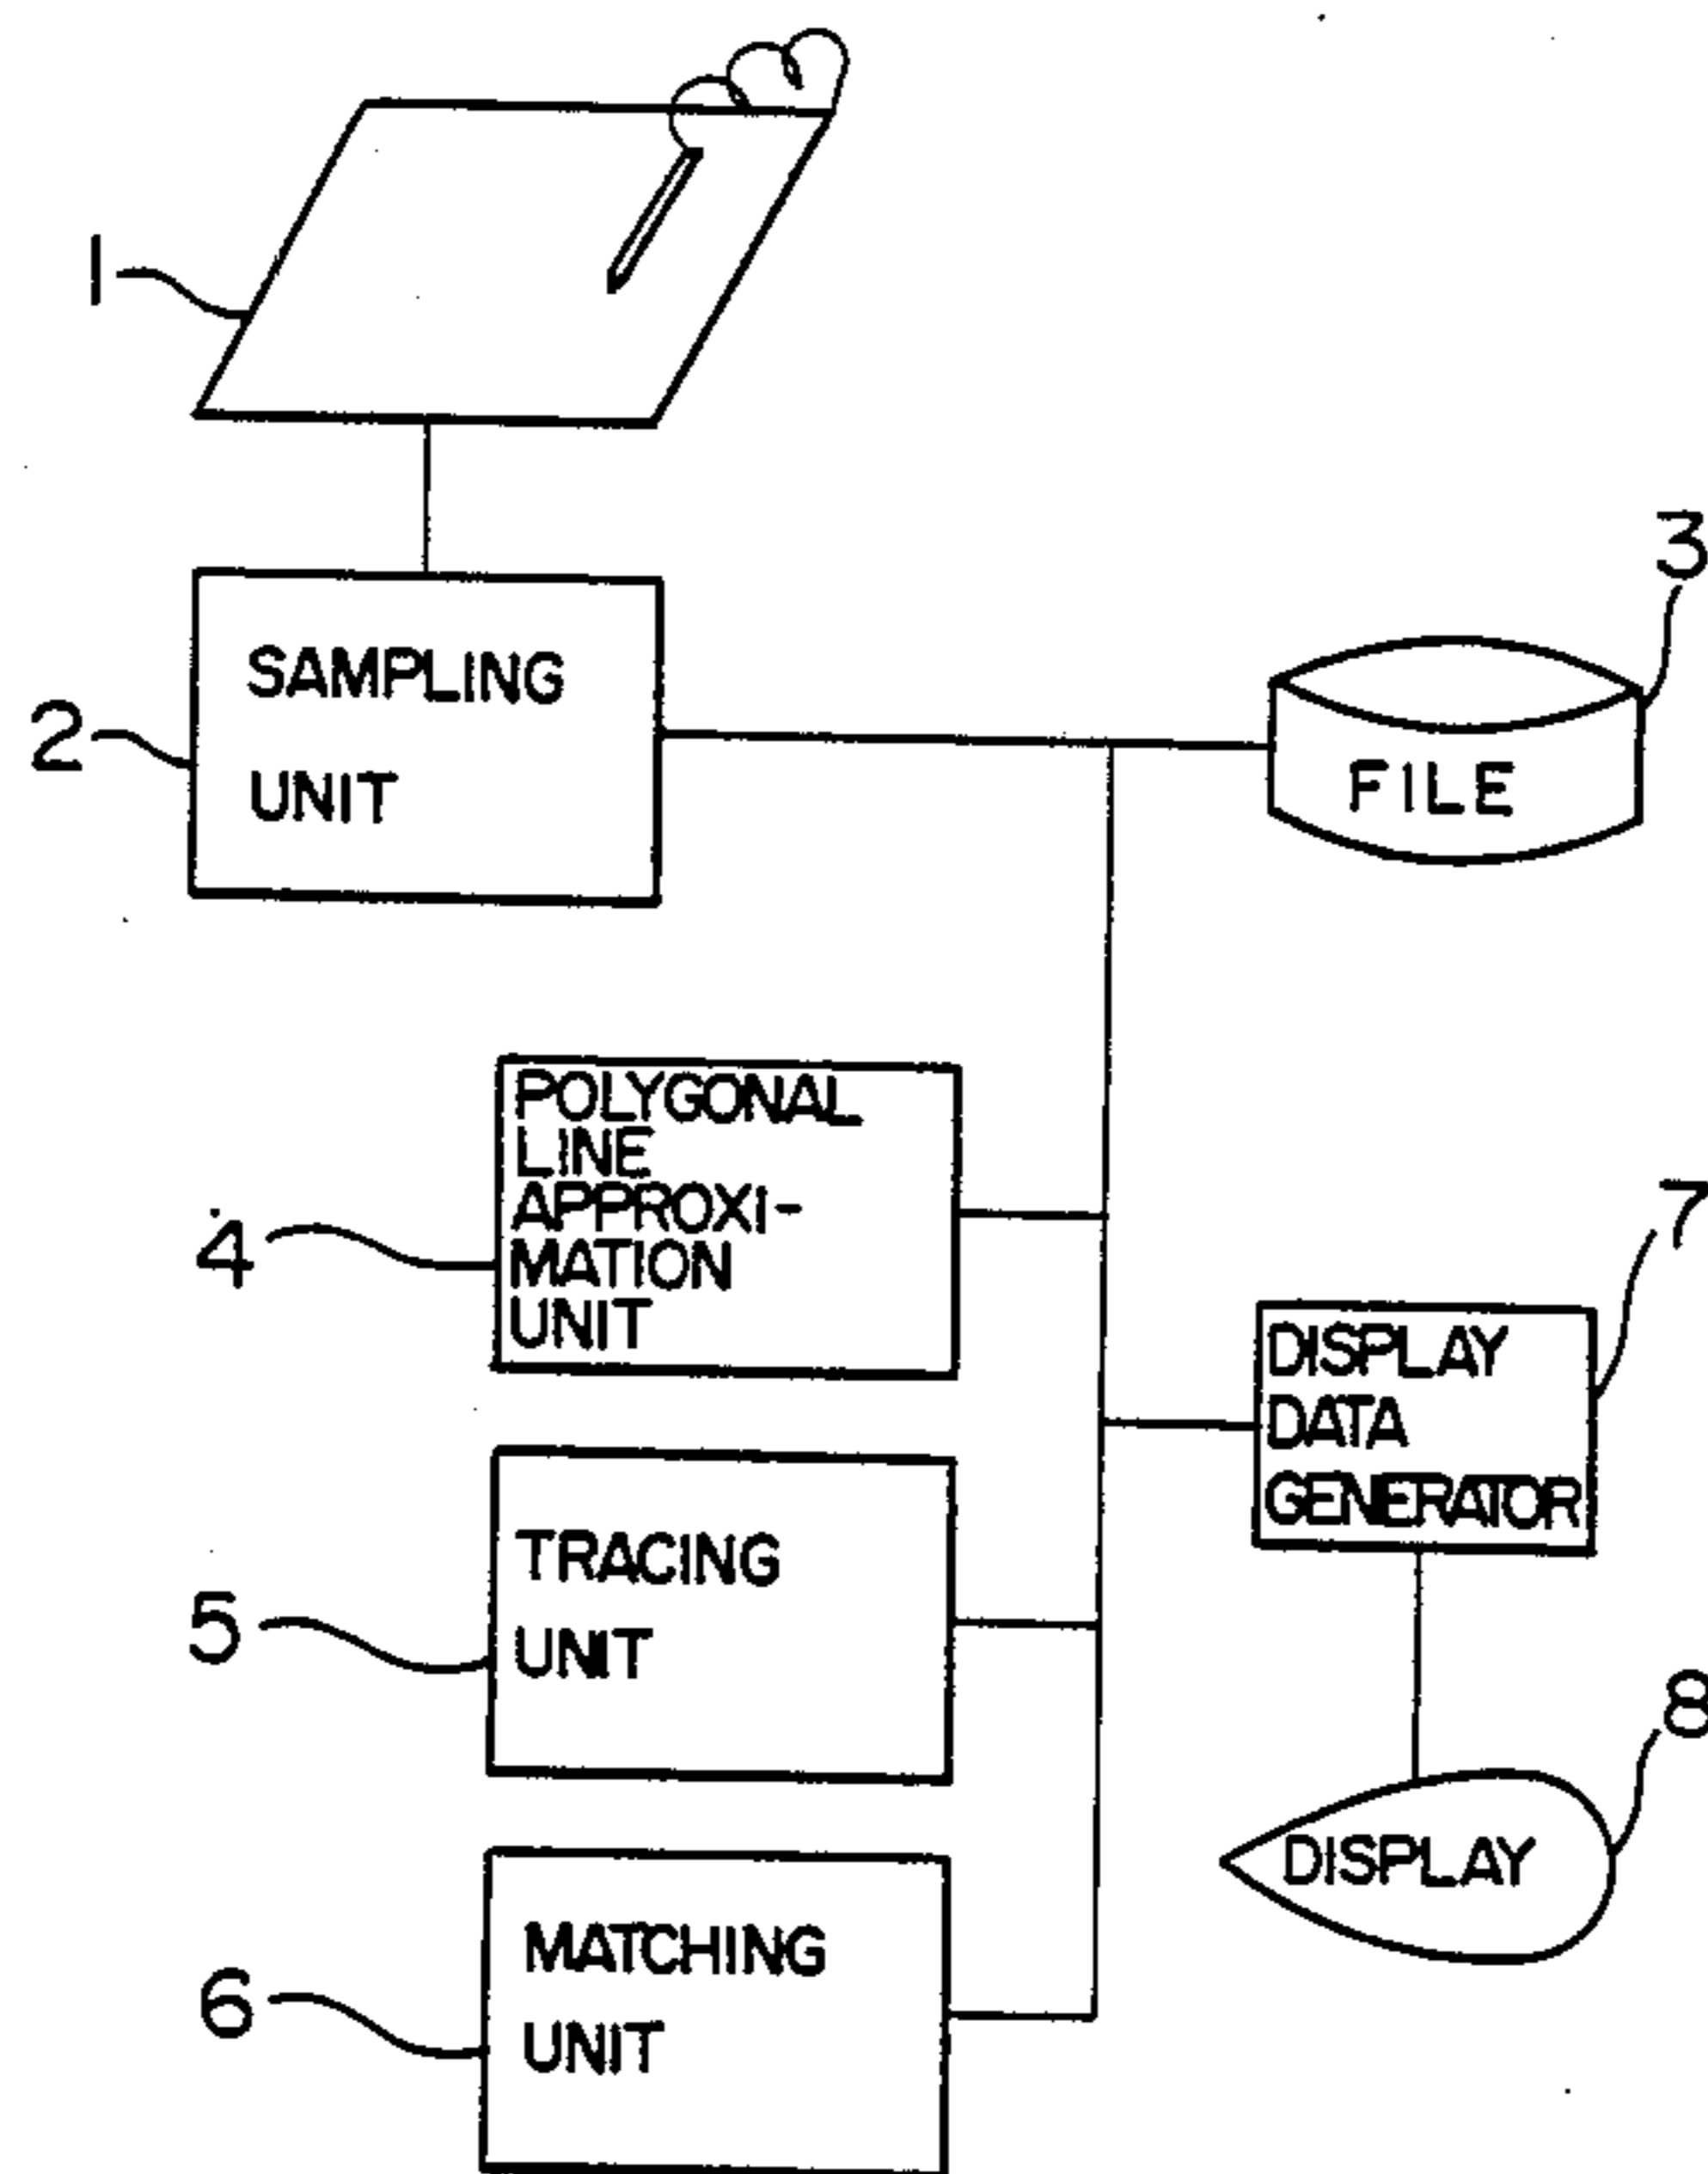 1
2
SAMPLING
UNIT
3
FILE
4
POLYGONAL
LINE
APPROXI-
MATION
UNIT
5
TRACING
UNIT
6
MATCHING
UNIT
7
DISPLAY
DATA
GENERATOR
8
DISPLAY